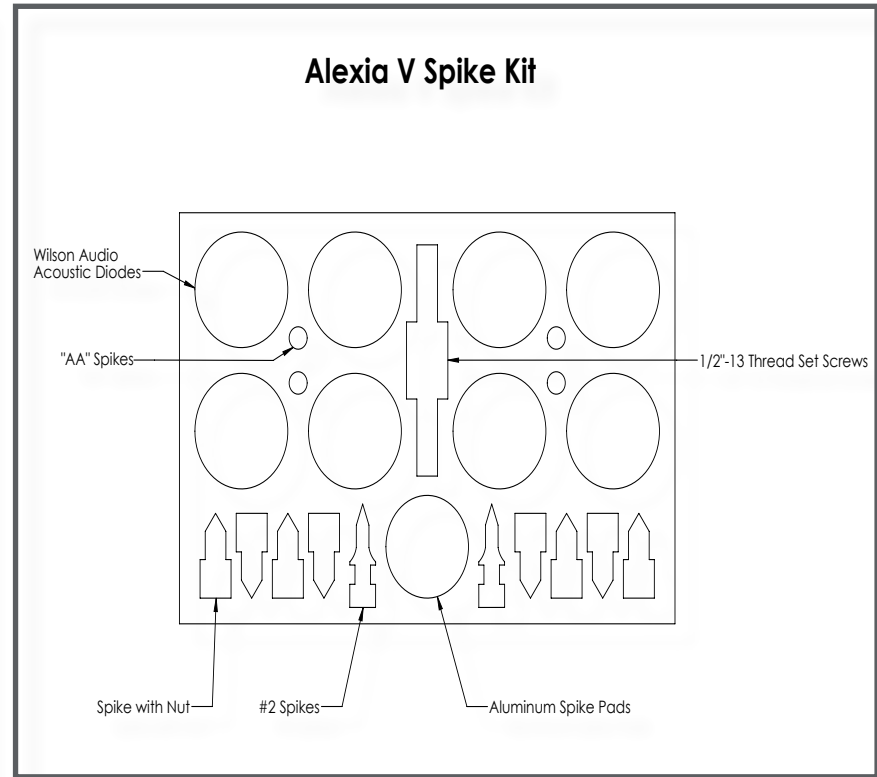 Alexia V Spike Kit
Wilson Audio
Acoustic Diodes
"AA" Spikes
1/2"-13 Thread Set Screws
Spike with Nut
#2 Spikes
Aluminum Spike Pads